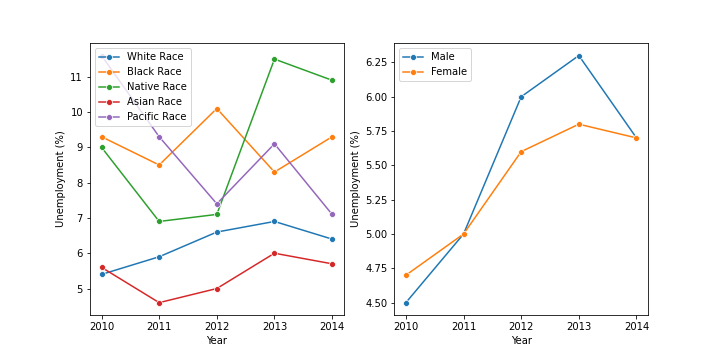 White Race
Black Race
Native Race
Asian Race
Pacific Race
11
10
9
8
7
6
5
Unemployment (%)
2010 2011 2012 2013 2014
Year
Male
Female
6.25
6.00
5.75
5.50
5.25
5.00
4.75
4.50
Unemployment (%)
2010 2011 2012 2013 2014
Year